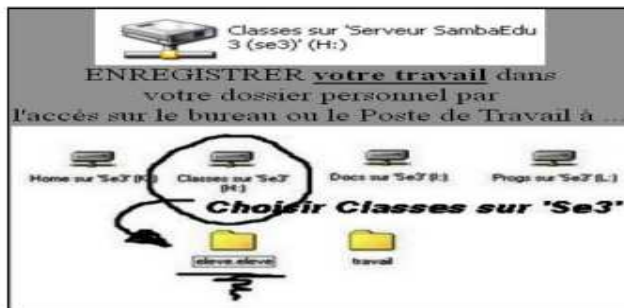 Classes sur 'Serveur SambaEdu
3 (se3)' (H:)
ENREGISTRER votre travail dans
votre dossier personnel par
l'accés sur le bureau ou le Poste de Travail à ...
Home sur 'Se3' (K:) Classes sur 'Se3' (H:) Docs sur 'Se3' (I:) Progs sur 'Se3' (L:)
Choisir Classes sur 'Se3'
eleve.eleve travail